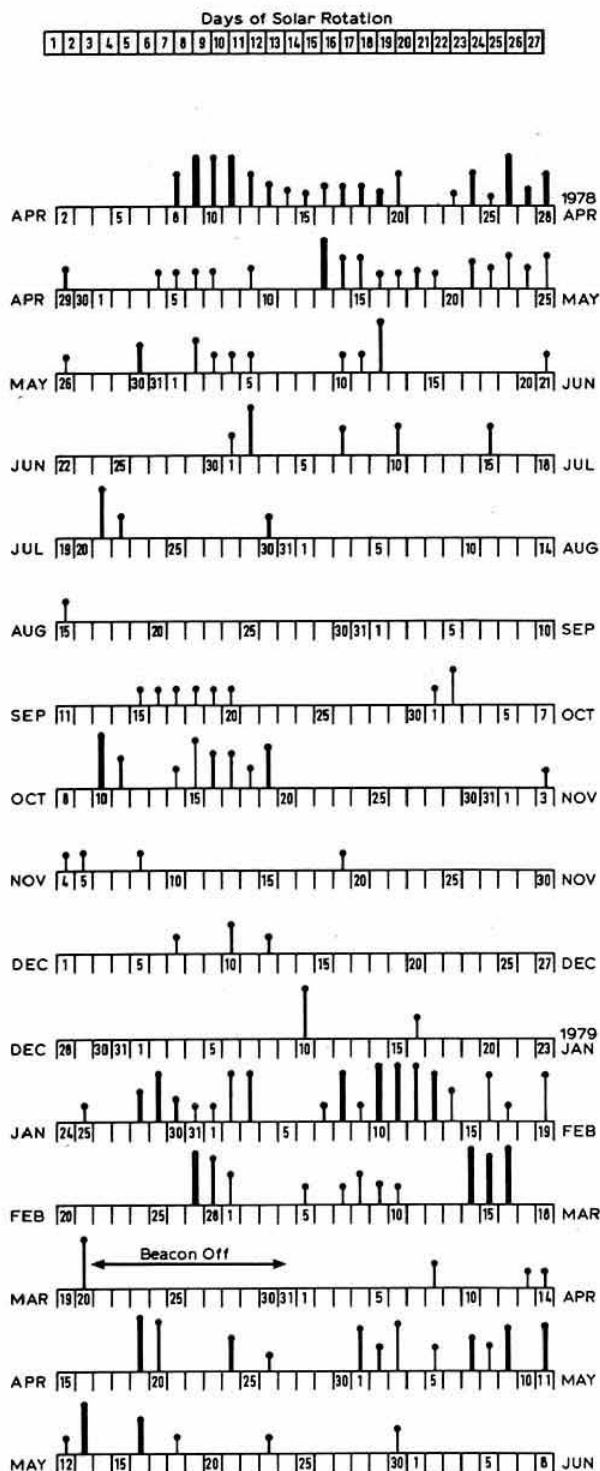 Days of Solar Rotation
1 2 3 4 5 6 7 8 9 10 11 12 13 14 15 16 17 18 19 20 21 22 23 24 25 26 27
1978
APR 2 5 8 10 15 20 25 28 APR
APR 29 30 1 5 10 15 20 25 MAY
MAY 26 30 31 1 5 10 15 20 21 JUN
JUN 22 25 30 1 5 10 15 18 JUL
JUL 19 20 25 30 31 1 5 10 14 AUG
AUG 15 20 25 30 31 1 5 10 SEP
SEP 11 15 20 25 30 1 5 7 OCT
OCT 8 10 15 20 25 30 31 1 3 NOV
NOV 4 5 10 15 20 25 30 NOV
DEC 1 5 10 15 20 25 27 DEC
1979
DEC 28 30 31 1 5 10 15 20 23 JAN
JAN 24 25 30 31 1 5 10 15 19 FEB
FEB 20 25 28 1 5 10 15 18 MAR
Beacon Off
MAR 19 20 25 30 31 1 5 10 14 APR
APR 15 20 25 30 1 5 10 11 MAY
MAY 12 15 20 25 30 1 5 8 JUN